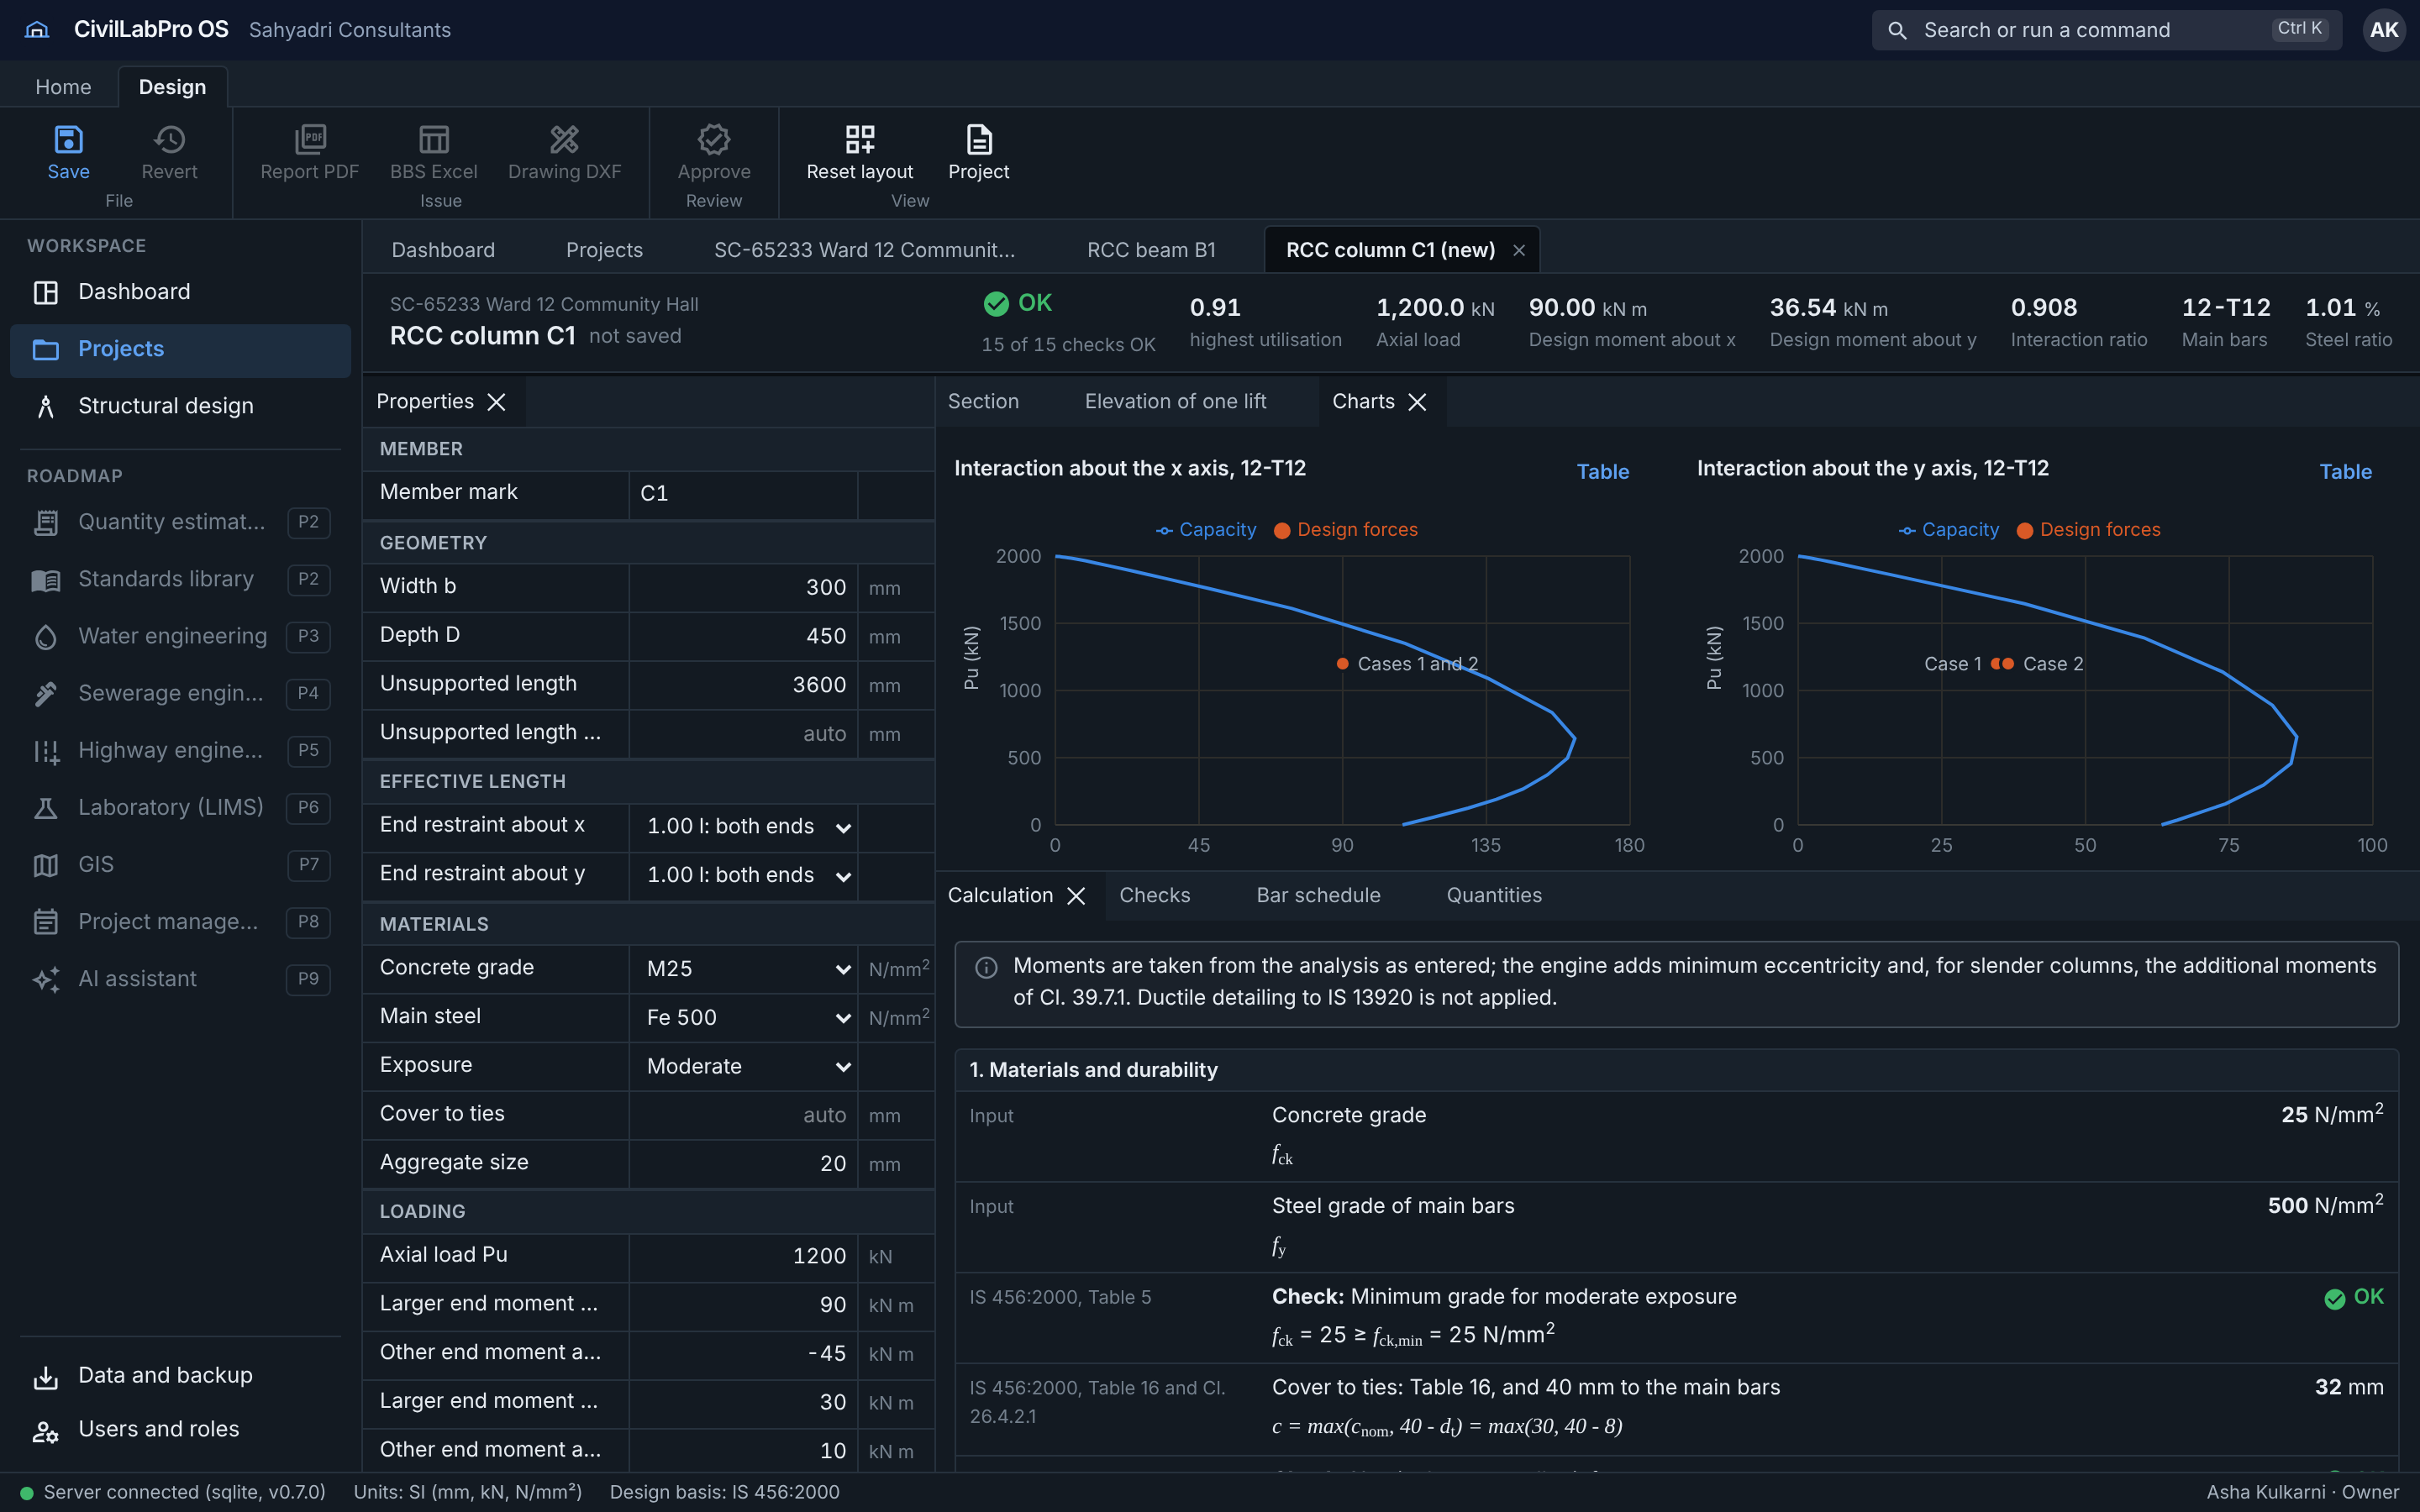 CivilLabPro OS Sahyadri Consultants Search or run a command Ctrl K AK
Home Design
Save Revert Report PDF BBS Excel Drawing DXF Approve Reset layout Project
File Issue Review View
WORKSPACE
Dashboard
Projects
Structural design
ROADMAP
Quantity estimat... P2
Standards library P2
Water engineering P3
Sewerage engin... P4
Highway engine... P5
Laboratory (LIMS) P6
GIS P7
Project manage... P8
AI assistant P9
Data and backup
Users and roles
Dashboard Projects SC-65233 Ward 12 Communit... RCC beam B1 RCC column C1 (new)
SC-65233 Ward 12 Community Hall
RCC column C1 not saved
OK
15 of 15 checks OK
0.91
highest utilisation
1,200.0 kN
Axial load
90.00 kN m
Design moment about x
36.54 kN m
Design moment about y
0.908
Interaction ratio
12-T12
Main bars
1.01 %
Steel ratio
Properties
MEMBER
Member mark C1
GEOMETRY
Width b 300 mm
Depth D 450 mm
Unsupported length 3600 mm
Unsupported length ... auto mm
EFFECTIVE LENGTH
End restraint about x 1.00 l: both ends
End restraint about y 1.00 l: both ends
MATERIALS
Concrete grade M25 N/mm²
Main steel Fe 500 N/mm²
Exposure Moderate
Cover to ties auto mm
Aggregate size 20 mm
LOADING
Axial load Pu 1200 kN
Larger end moment ... 90 kN m
Other end moment a... -45 kN m
Larger end moment ... 30 kN m
Other end moment a... 10 kN m
Section Elevation of one lift Charts
Interaction about the x axis, 12-T12 Table
Capacity Design forces
Pu (kN)
2000
1500
1000
500
0
Cases 1 and 2
0 45 90 135 180
Interaction about the y axis, 12-T12 Table
Capacity Design forces
Pu (kN)
2000
1500
1000
500
0
Case 1 Case 2
0 25 50 75 100
Calculation Checks Bar schedule Quantities
Moments are taken from the analysis as entered; the engine adds minimum eccentricity and, for slender columns, the additional moments
of Cl. 39.7.1. Ductile detailing to IS 13920 is not applied.
1. Materials and durability
Input Concrete grade 25 N/mm²
fck
Input Steel grade of main bars 500 N/mm²
fy
IS 456:2000, Table 5 Check: Minimum grade for moderate exposure OK
fck = 25 ≥ fck,min = 25 N/mm²
IS 456:2000, Table 16 and Cl. 26.4.2.1 Cover to ties: Table 16, and 40 mm to the main bars 32 mm
c = max(cnom, 40 - dt) = max(30, 40 - 8)
Server connected (sqlite, v0.7.0) Units: SI (mm, kN, N/mm²) Design basis: IS 456:2000 Asha Kulkarni · Owner